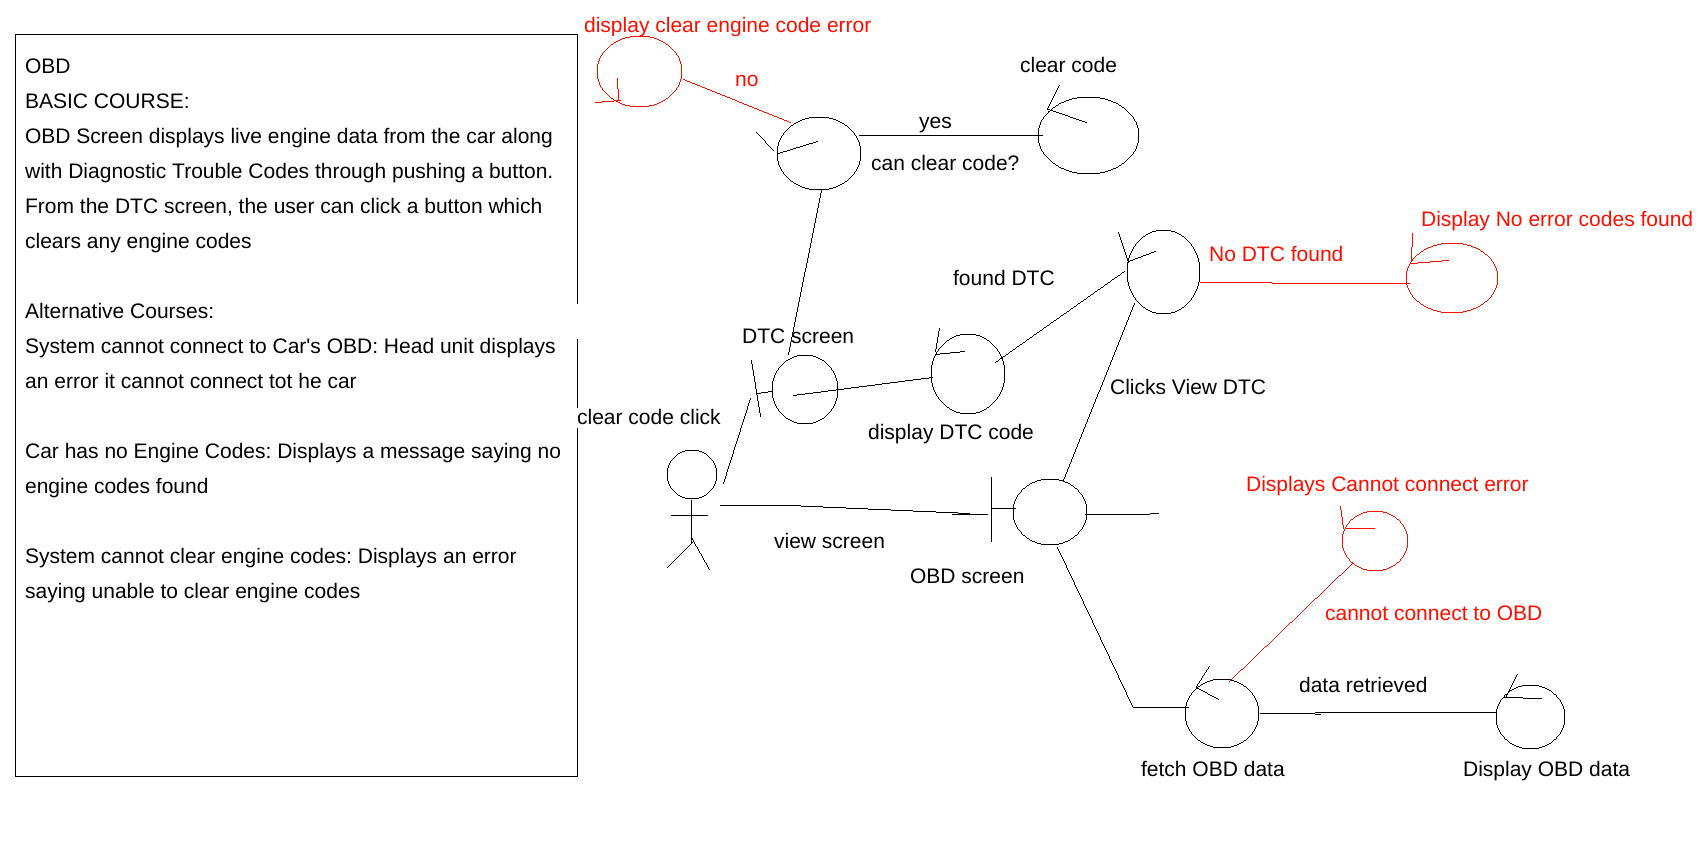 OBD
BASIC COURSE:
OBD Screen displays live engine data from the car along
with Diagnostic Trouble Codes through pushing a button.
From the DTC screen, the user can click a button which
clears any engine codes
Alternative Courses:
System cannot connect to Car's OBD: Head unit displays
an error it cannot connect tot he car
Car has no Engine Codes: Displays a message saying no
engine codes found
System cannot clear engine codes: Displays an error
saying unable to clear engine codes
display clear engine code error
no
clear code
yes
can clear code?
Display No error codes found
No DTC found
found DTC
DTC screen
Clicks View DTC
clear code click
display DTC code
Displays Cannot connect error
view screen
OBD screen
cannot connect to OBD
data retrieved
fetch OBD data
Display OBD data